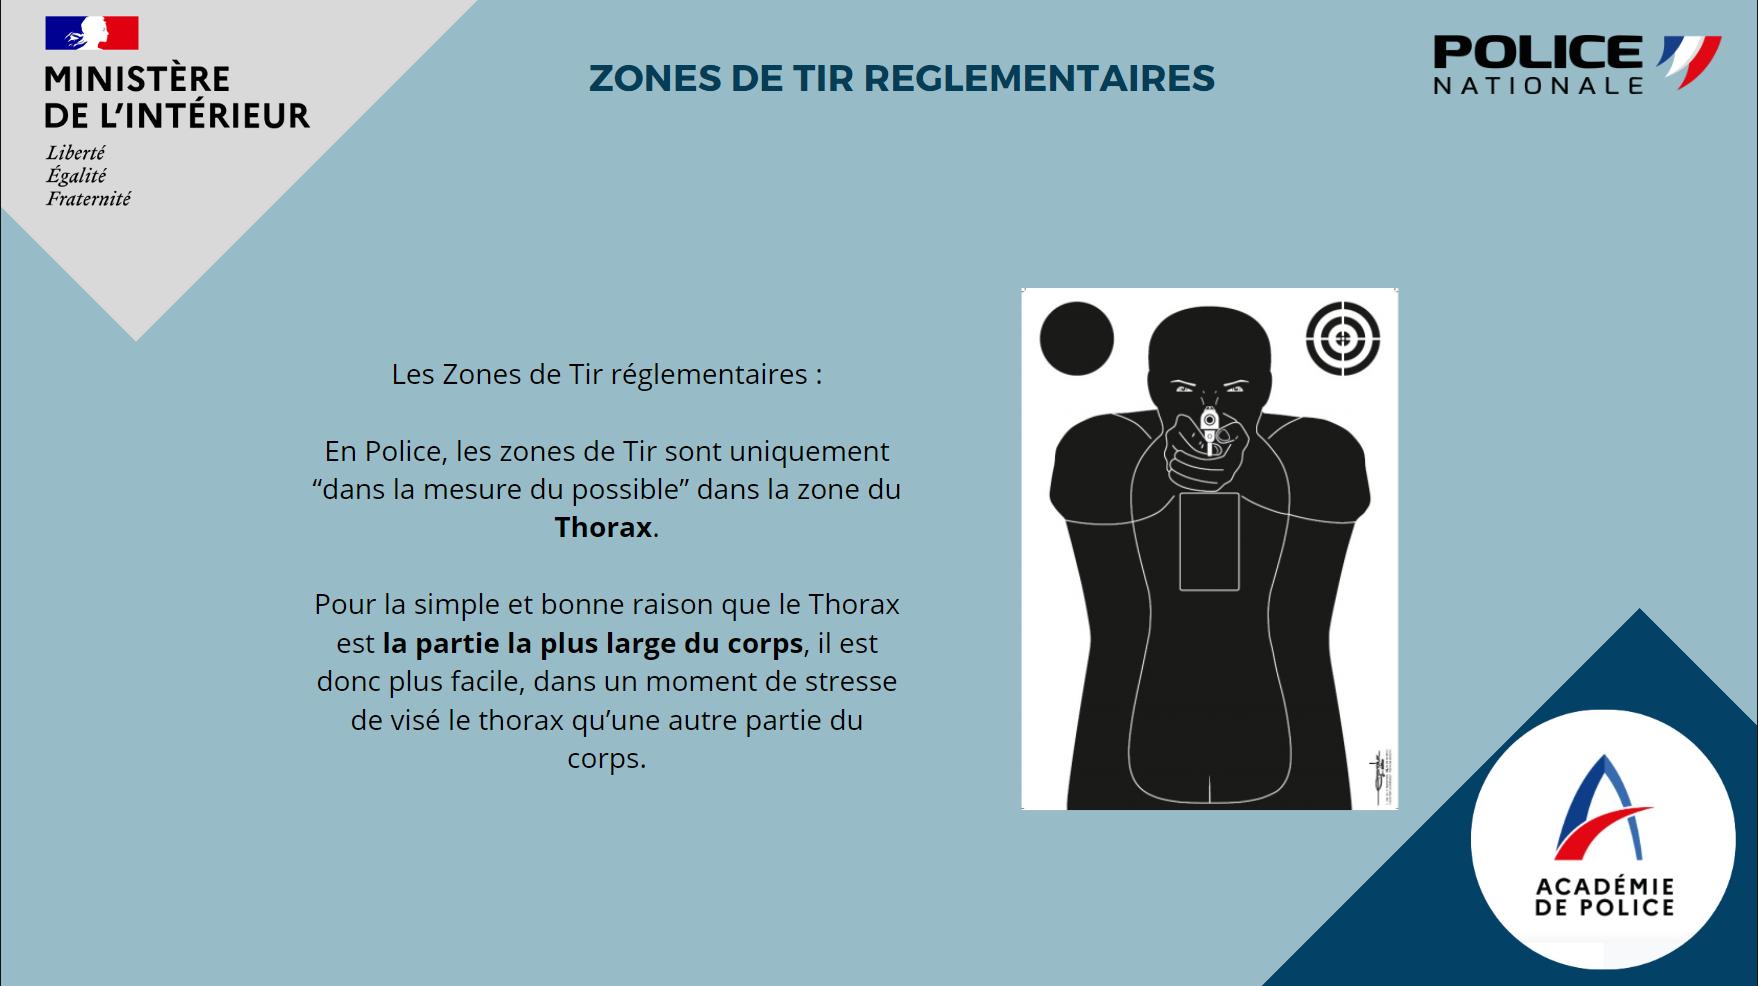 MINISTÈRE
DE L'INTÉRIEUR
Liberté
Égalité
Fraternité
ZONES DE TIR REGLEMENTAIRES
POLICE
NATIONALE
Les Zones de Tir réglementaires :
En Police, les zones de Tir sont uniquement
“dans la mesure du possible” dans la zone du
Thorax.
Pour la simple et bonne raison que le Thorax
est la partie la plus large du corps, il est
donc plus facile, dans un moment de stresse
de visé le thorax qu’une autre partie du
corps.
ACADÉMIE
DE POLICE